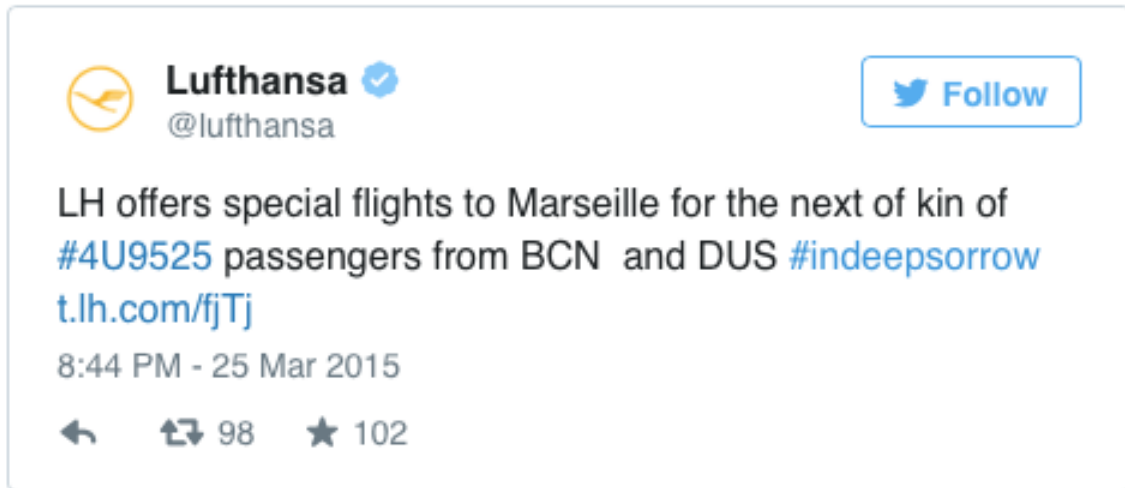 Lufthansa
@lufthansa
Follow
LH offers special flights to Marseille for the next of kin of
#4U9525 passengers from BCN  and DUS #indeepsorrow
t.lh.com/fjTj
8:44 PM - 25 Mar 2015
98 102